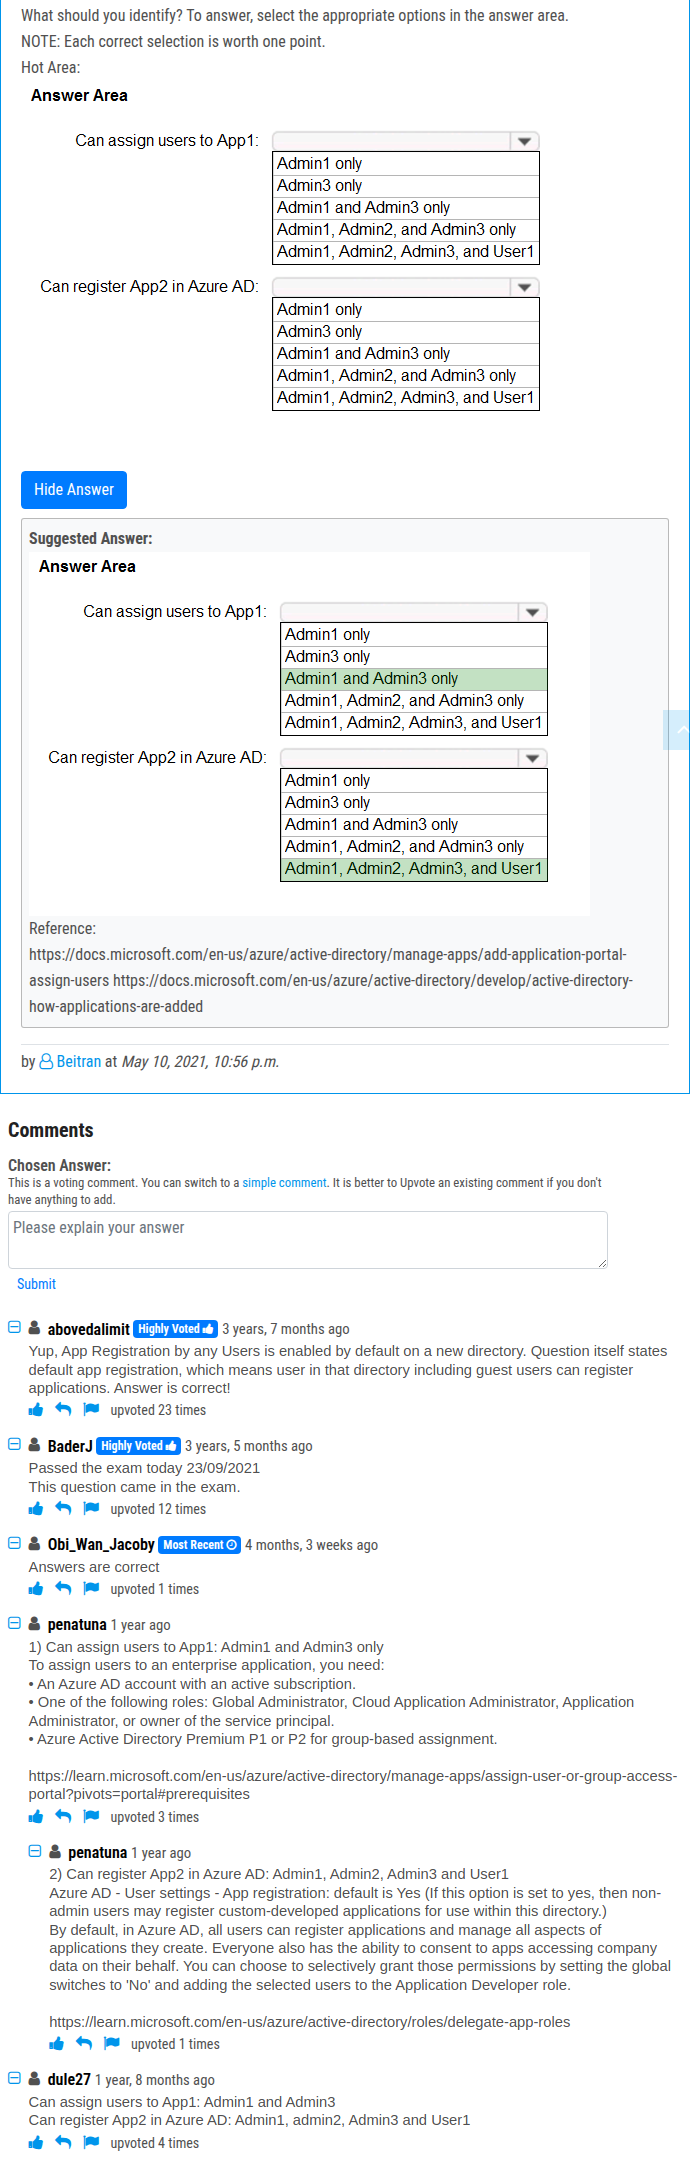 What should you identify? To answer, select the appropriate options in the answer area.
NOTE: Each correct selection is worth one point.
Hot Area:
Answer Area
Can assign users to App1:
Admin1 only
Admin3 only
Admin1 and Admin3 only
Admin1, Admin2, and Admin3 only
Admin1, Admin2, Admin3, and User1
Can register App2 in Azure AD:
Admin1 only
Admin3 only
Admin1 and Admin3 only
Admin1, Admin2, and Admin3 only
Admin1, Admin2, Admin3, and User1
Hide Answer
Suggested Answer:
Answer Area
Can assign users to App1:
Admin1 only
Admin3 only
Admin1 and Admin3 only
Admin1, Admin2, and Admin3 only
Admin1, Admin2, Admin3, and User1
Can register App2 in Azure AD:
Admin1 only
Admin3 only
Admin1 and Admin3 only
Admin1, Admin2, and Admin3 only
Admin1, Admin2, Admin3, and User1
Reference:
https://docs.microsoft.com/en-us/azure/active-directory/manage-apps/add-application-portal-
assign-users https://docs.microsoft.com/en-us/azure/active-directory/develop/active-directory-
how-applications-are-added
by Beitran at May 10, 2021, 10:56 p.m.
Comments
Chosen Answer:
This is a voting comment. You can switch to a simple comment. It is better to Upvote an existing comment if you don't
have anything to add.
Please explain your answer
Submit
abovedalimit Highly Voted 3 years, 7 months ago
Yup, App Registration by any Users is enabled by default on a new directory. Question itself states
default app registration, which means user in that directory including guest users can register
applications. Answer is correct!
upvoted 23 times
BaderJ Highly Voted 3 years, 5 months ago
Passed the exam today 23/09/2021
This question came in the exam.
upvoted 12 times
Obi_Wan_Jacoby Most Recent 4 months, 3 weeks ago
Answers are correct
upvoted 1 times
penatuna 1 year ago
1) Can assign users to App1: Admin1 and Admin3 only
To assign users to an enterprise application, you need:
• An Azure AD account with an active subscription.
• One of the following roles: Global Administrator, Cloud Application Administrator, Application
Administrator, or owner of the service principal.
• Azure Active Directory Premium P1 or P2 for group-based assignment.
https://learn.microsoft.com/en-us/azure/active-directory/manage-apps/assign-user-or-group-access-
portal?pivots=portal#prerequisites
upvoted 3 times
penatuna 1 year ago
2) Can register App2 in Azure AD: Admin1, Admin2, Admin3 and User1
Azure AD - User settings - App registration: default is Yes (If this option is set to yes, then non-
admin users may register custom-developed applications for use within this directory.)
By default, in Azure AD, all users can register applications and manage all aspects of
applications they create. Everyone also has the ability to consent to apps accessing company
data on their behalf. You can choose to selectively grant those permissions by setting the global
switches to 'No' and adding the selected users to the Application Developer role.
https://learn.microsoft.com/en-us/azure/active-directory/roles/delegate-app-roles
upvoted 1 times
dule27 1 year, 8 months ago
Can assign users to App1: Admin1 and Admin3
Can register App2 in Azure AD: Admin1, admin2, Admin3 and User1
upvoted 4 times